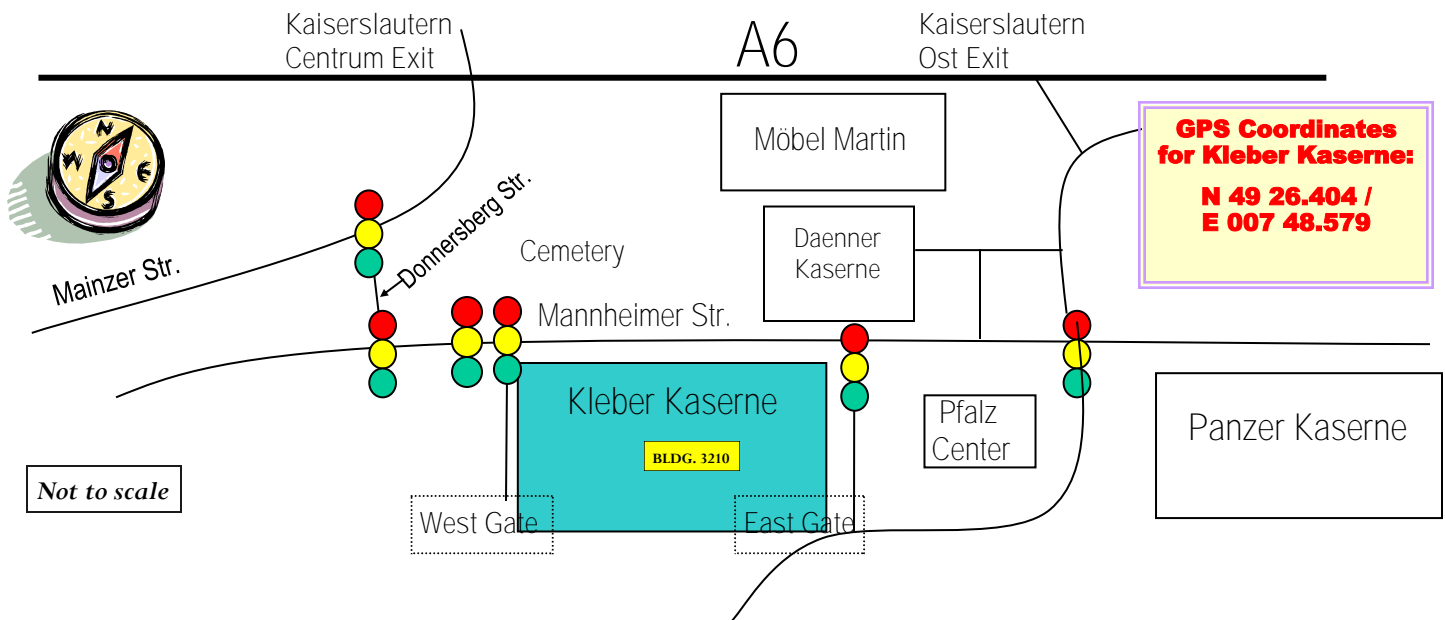 Kaiserslautern
Centrum Exit
A6
Kaiserslautern
Ost Exit
Möbel Martin
GPS Coordinates
for Kleber Kaserne:
N 49 26.404 /
E 007 48.579
N
W
E
S
Donnersberg Str.
Mainzer Str.
Cemetery
Daenner
Kaserne
Mannheimer Str.
Kleber Kaserne
BLDG. 3210
Pfalz
Center
Panzer Kaserne
Not to scale
West Gate
East Gate